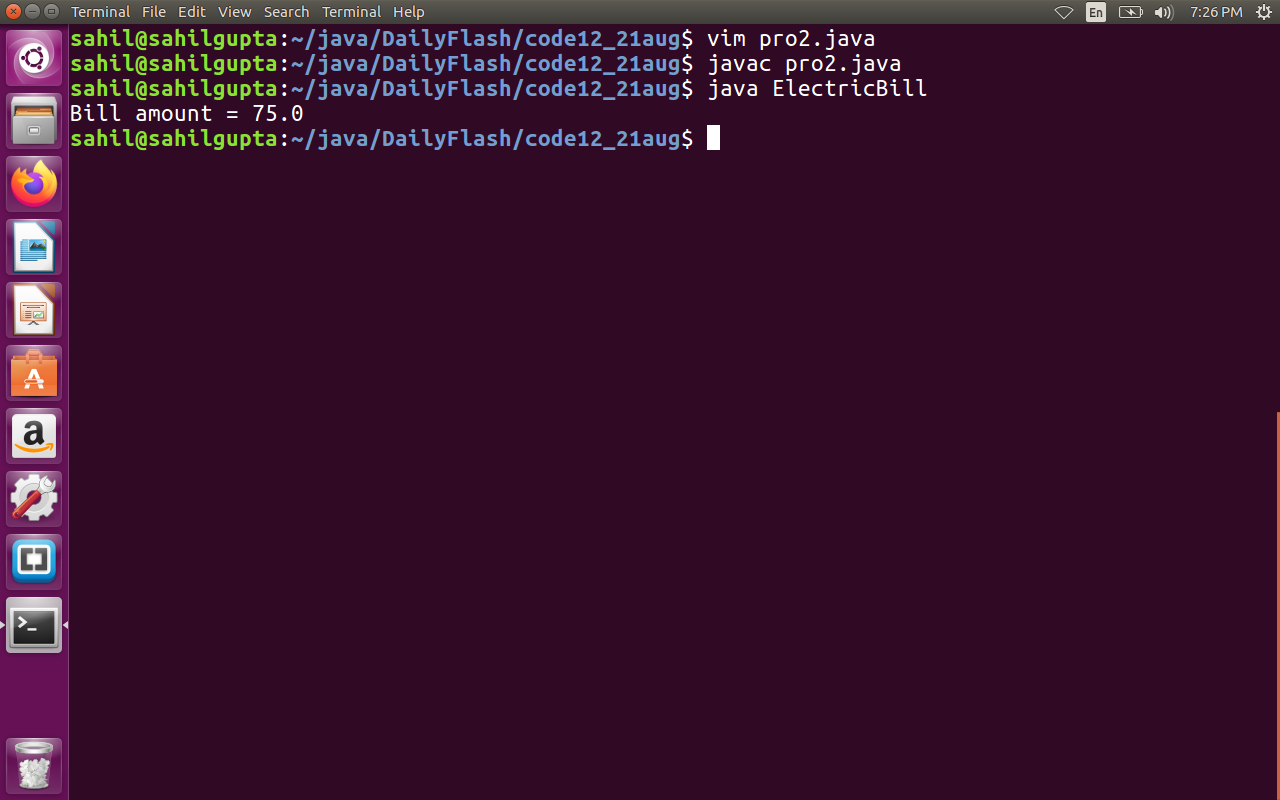 Terminal File Edit View Search Terminal Help En 7:26 PM
sahil@sahilgupta:~/java/DailyFlash/code12_21aug$ vim pro2.java
sahil@sahilgupta:~/java/DailyFlash/code12_21aug$ javac pro2.java
sahil@sahilgupta:~/java/DailyFlash/code12_21aug$ java ElectricBill
Bill amount = 75.0
sahil@sahilgupta:~/java/DailyFlash/code12_21aug$